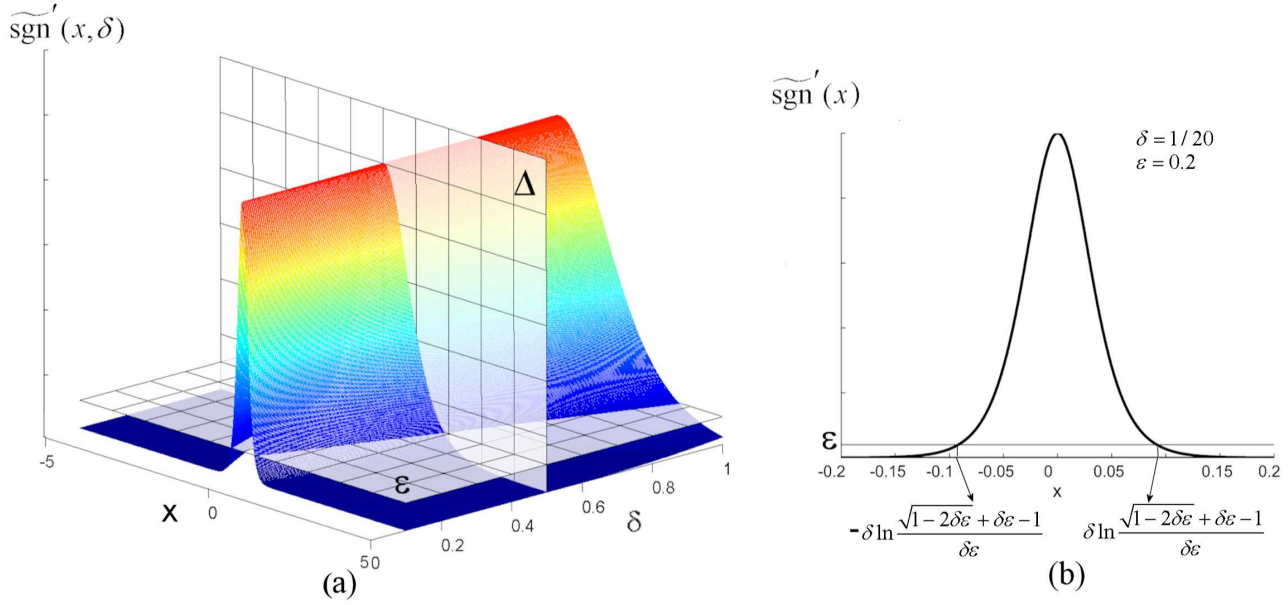 s͠gn′(x,δ)
Δ
ε
-5
0
50
x
0.2
0.4
0.6
0.8
1
δ
(a)
s͠gn′(x)
δ = 1/20
ε = 0.2
ε
-0.2 -0.15 -0.1 -0.05 0 0.05 0.1 0.15 0.2
x
-δ ln (√(1-2δε) + δε -1)/(δε)
δ ln (√(1-2δε) + δε -1)/(δε)
(b)